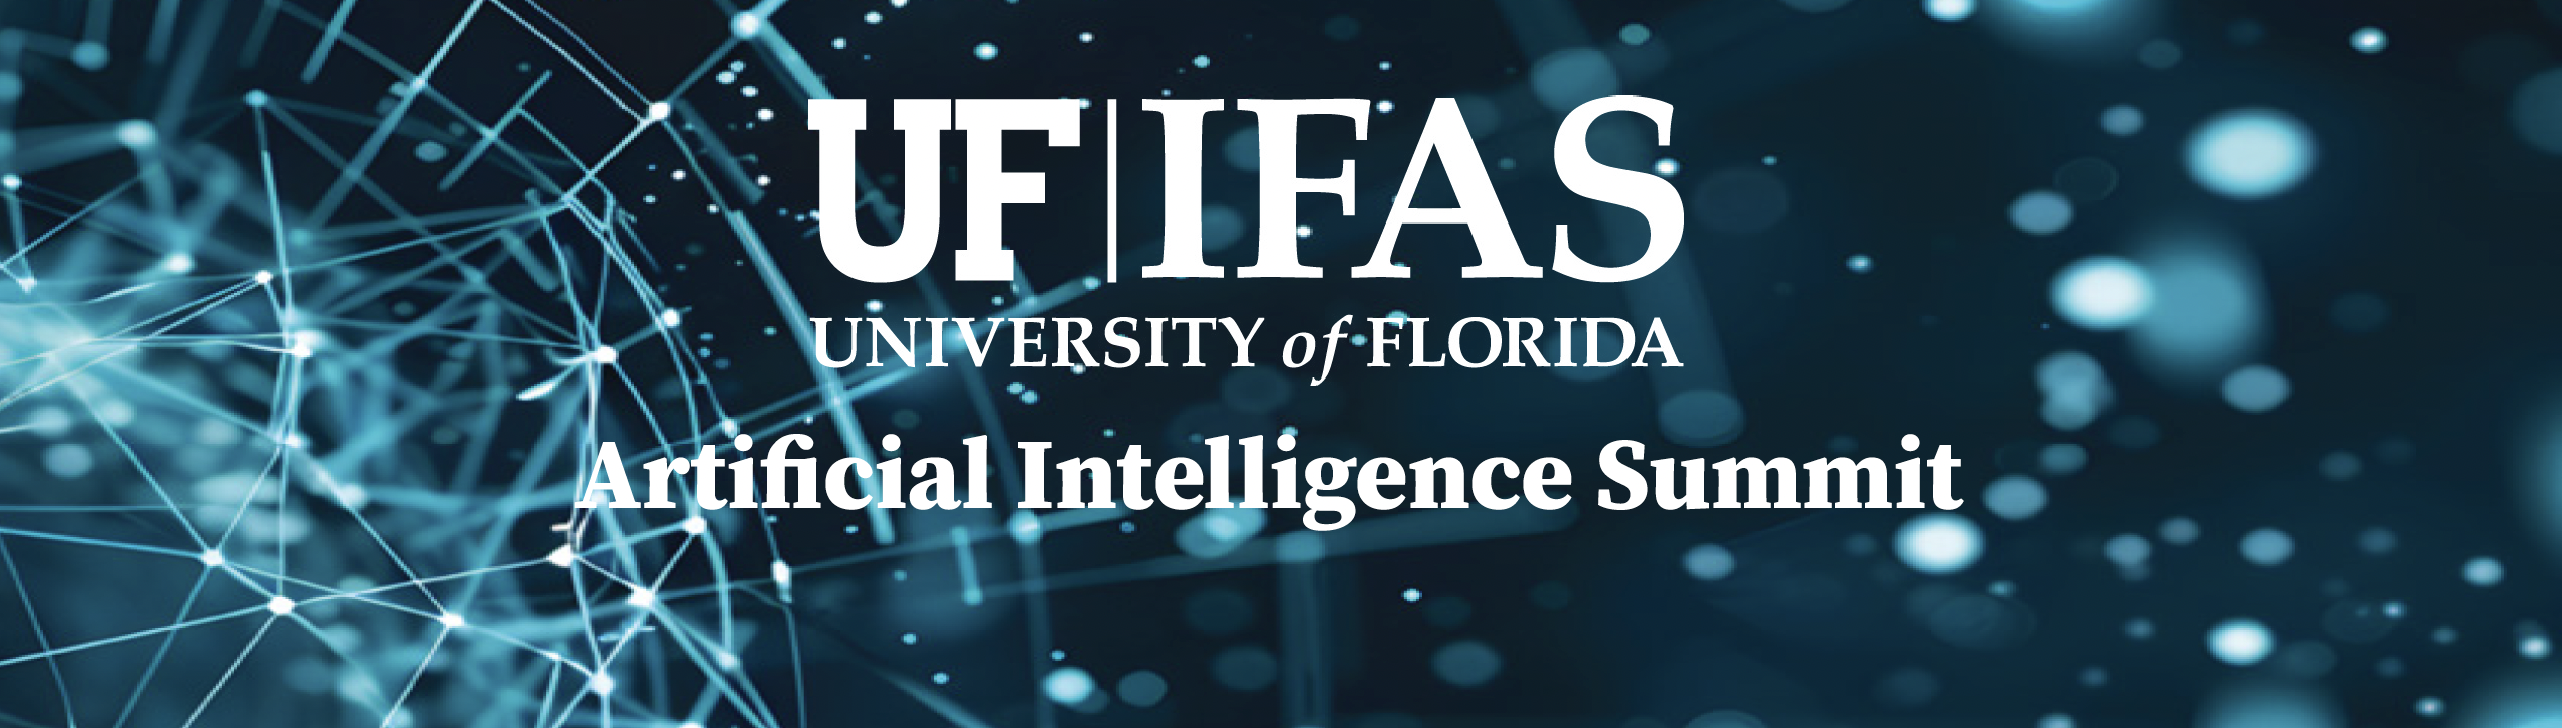 UF | IFAS
UNIVERSITY of FLORIDA
Artificial Intelligence Summit